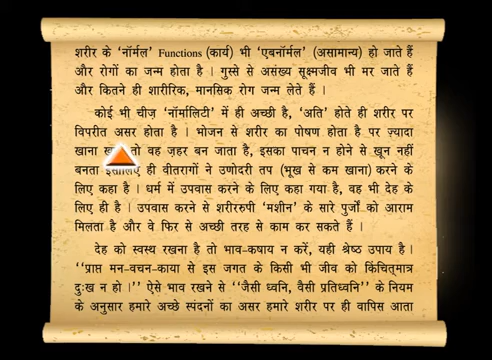 शरीर के 'नॉर्मल' Functions (कार्य) भी 'एबनॉर्मल' (असामान्य) हो जाते हैं
और रोगों का जन्म होता है । गुस्से से असंख्य सूक्ष्मजीव भी मर जाते हैं
और कितने ही शारीरिक, मानसिक रोग जन्म लेते हैं ।
कोई भी चीज़ 'नॉर्मालिटी' में ही अच्छी है, 'अति' होते ही शरीर पर
विपरीत असर होता है । भोजन से शरीर का पोषण होता है पर ज़्यादा
खाना तो वह ज़हर बन जाता है, इसका पाचन न होने से खून नहीं
बनता इसीलिए ही वीतरागों ने उणोदरी तप (भूख से कम खाना) करने के
लिए कहा है । धर्म में उपवास करने के लिए कहा गया है, वह भी देह के
लिए ही है । उपवास करने से शरीररुपी 'मशीन' के सारे पुर्जों को आराम
मिलता है और वे फिर से अच्छी तरह से काम कर सकते हैं ।
देह को स्वस्थ रखना है तो भाव-कषाय न करें, यही श्रेष्ठ उपाय है ।
''प्राप्त मन-वचन-काया से इस जगत के किसी भी जीव को किंचित्मात्र
दुःख न हो ।'' ऐसे भाव रखने से ''जैसी ध्वनि, वैसी प्रतिध्वनि'' के नियम
के अनुसार हमारे अच्छे स्पंदनों का असर हमारे शरीर पर ही वापिस आता